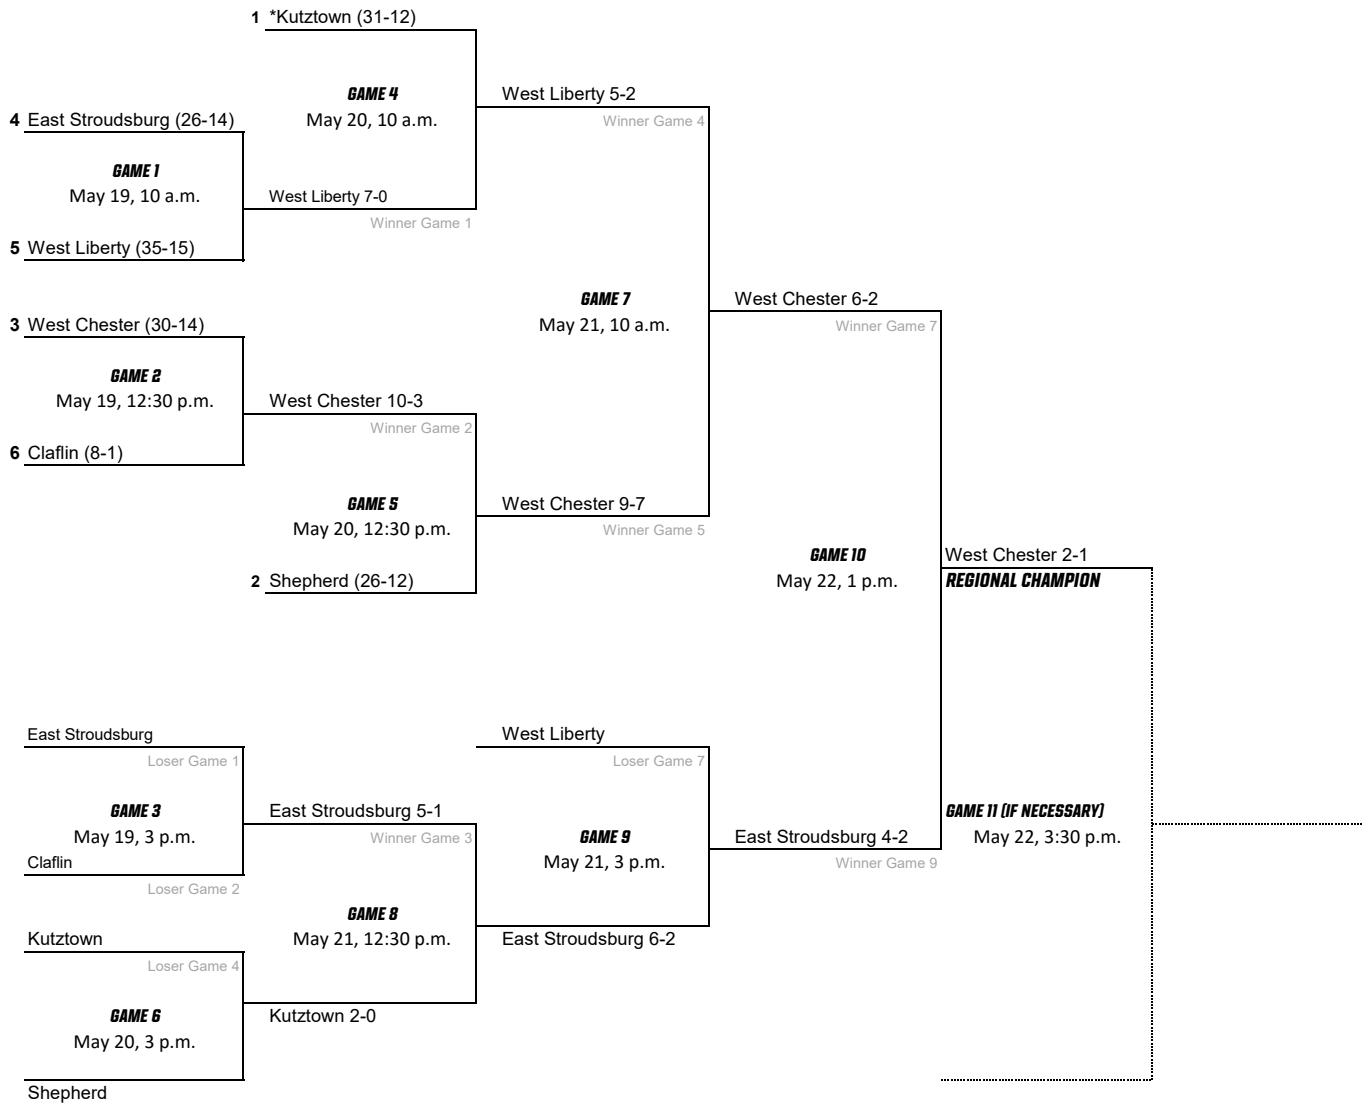 1 *Kutztown (31-12)
GAME 4
May 20, 10 a.m.
West Liberty 5-2
Winner Game 4
4 East Stroudsburg (26-14)
GAME 1
May 19, 10 a.m.
West Liberty 7-0
Winner Game 1
5 West Liberty (35-15)
GAME 7
May 21, 10 a.m.
West Chester 6-2
Winner Game 7
3 West Chester (30-14)
GAME 2
May 19, 12:30 p.m.
West Chester 10-3
Winner Game 2
6 Claflin (8-1)
GAME 5
May 20, 12:30 p.m.
West Chester 9-7
Winner Game 5
2 Shepherd (26-12)
GAME 10
May 22, 1 p.m.
West Chester 2-1
REGIONAL CHAMPION
East Stroudsburg
Loser Game 1
West Liberty
Loser Game 7
GAME 3
May 19, 3 p.m.
East Stroudsburg 5-1
Winner Game 3
Claflin
Loser Game 2
GAME 9
May 21, 3 p.m.
East Stroudsburg 4-2
Winner Game 9
GAME 11 (IF NECESSARY)
May 22, 3:30 p.m.
Kutztown
Loser Game 4
GAME 8
May 21, 12:30 p.m.
East Stroudsburg 6-2
GAME 6
May 20, 3 p.m.
Kutztown 2-0
Shepherd